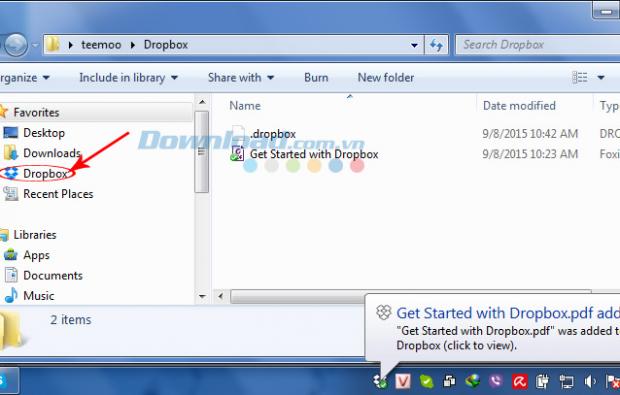 teemoo ▸ Dropbox
Search Dropbox
rganize Include in library Share with Burn New folder
Name Date modified Typ
Favorites
Desktop
Downloads
Dropbox
Recent Places
Libraries
Apps
Documents
Music
.dropbox 9/8/2015 10:42 AM DRO
Get Started with Dropbox 9/8/2015 10:23 AM Foxi
Download.com.vn
2 items
Get Started with Dropbox.pdf adde
"Get Started with Dropbox.pdf" was added t
Dropbox (click to view).